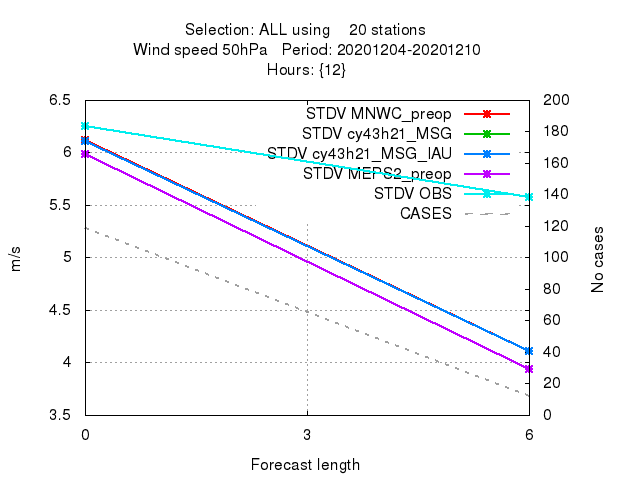 Selection: ALL using 20 stations
Wind speed 50hPa Period: 20201204-20201210
Hours: {12}
6.5
6
5.5
5
4.5
4
3.5
m/s
STDV MNWC_preop
STDV cy43h21_MSG
STDV cy43h21_MSG_IAU
STDV MEPS2_preop
STDV OBS
CASES
200
180
160
140
120
100
80
60
40
20
0
No cases
0 3 6
Forecast length